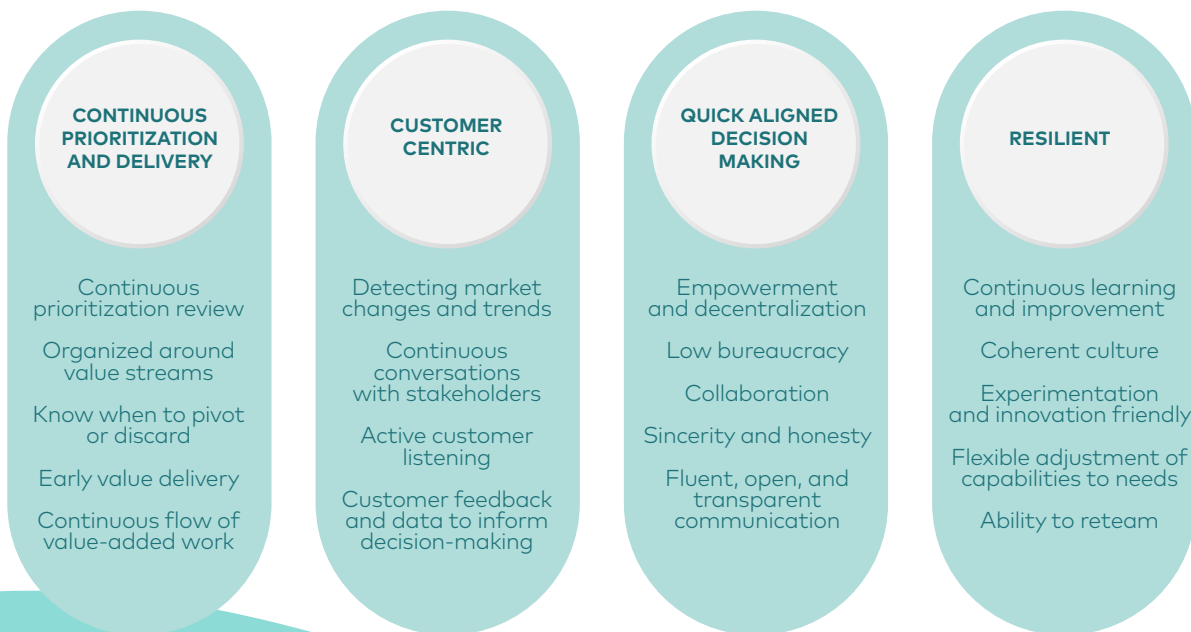 CONTINUOUS
PRIORITIZATION
AND DELIVERY
Continuous
prioritization review
Organized around
value streams
Know when to pivot
or discard
Early value delivery
Continuous flow of
value-added work
CUSTOMER
CENTRIC
Detecting market
changes and trends
Continuous
conversations
with stakeholders
Active customer
listening
Customer feedback
and data to inform
decision-making
QUICK ALIGNED
DECISION
MAKING
Empowerment
and decentralization
Low bureaucracy
Collaboration
Sincerity and honesty
Fluent, open, and
transparent
communication
RESILIENT
Continuous learning
and improvement
Coherent culture
Experimentation
and innovation friendly
Flexible adjustment of
capabilities to needs
Ability to reteam